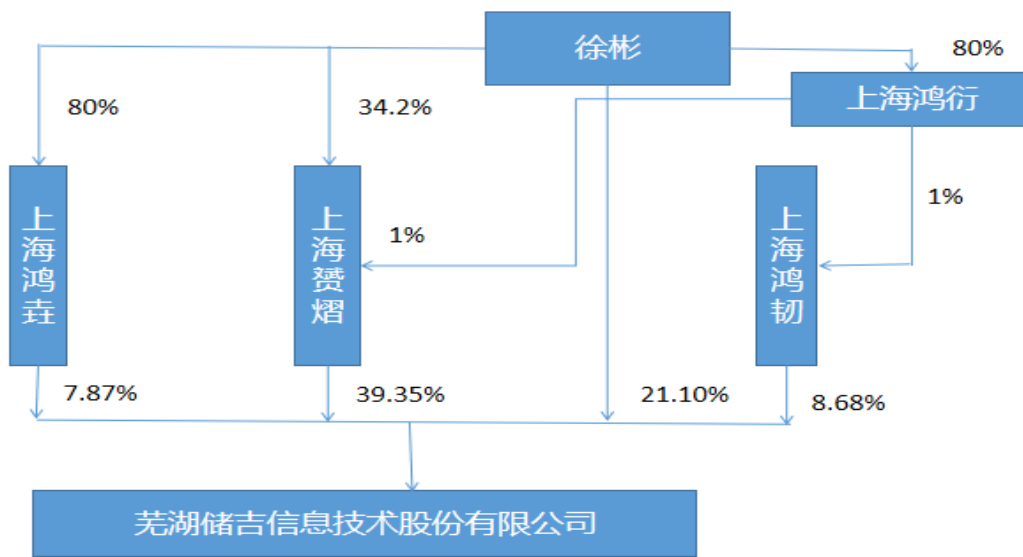 徐彬
80%
上海鸿衍
80%
34.2%
1%
上海鸿垚
上海赟熠
1%
上海鸿韧
7.87%
39.35%
21.10%
8.68%
芜湖储吉信息技术股份有限公司